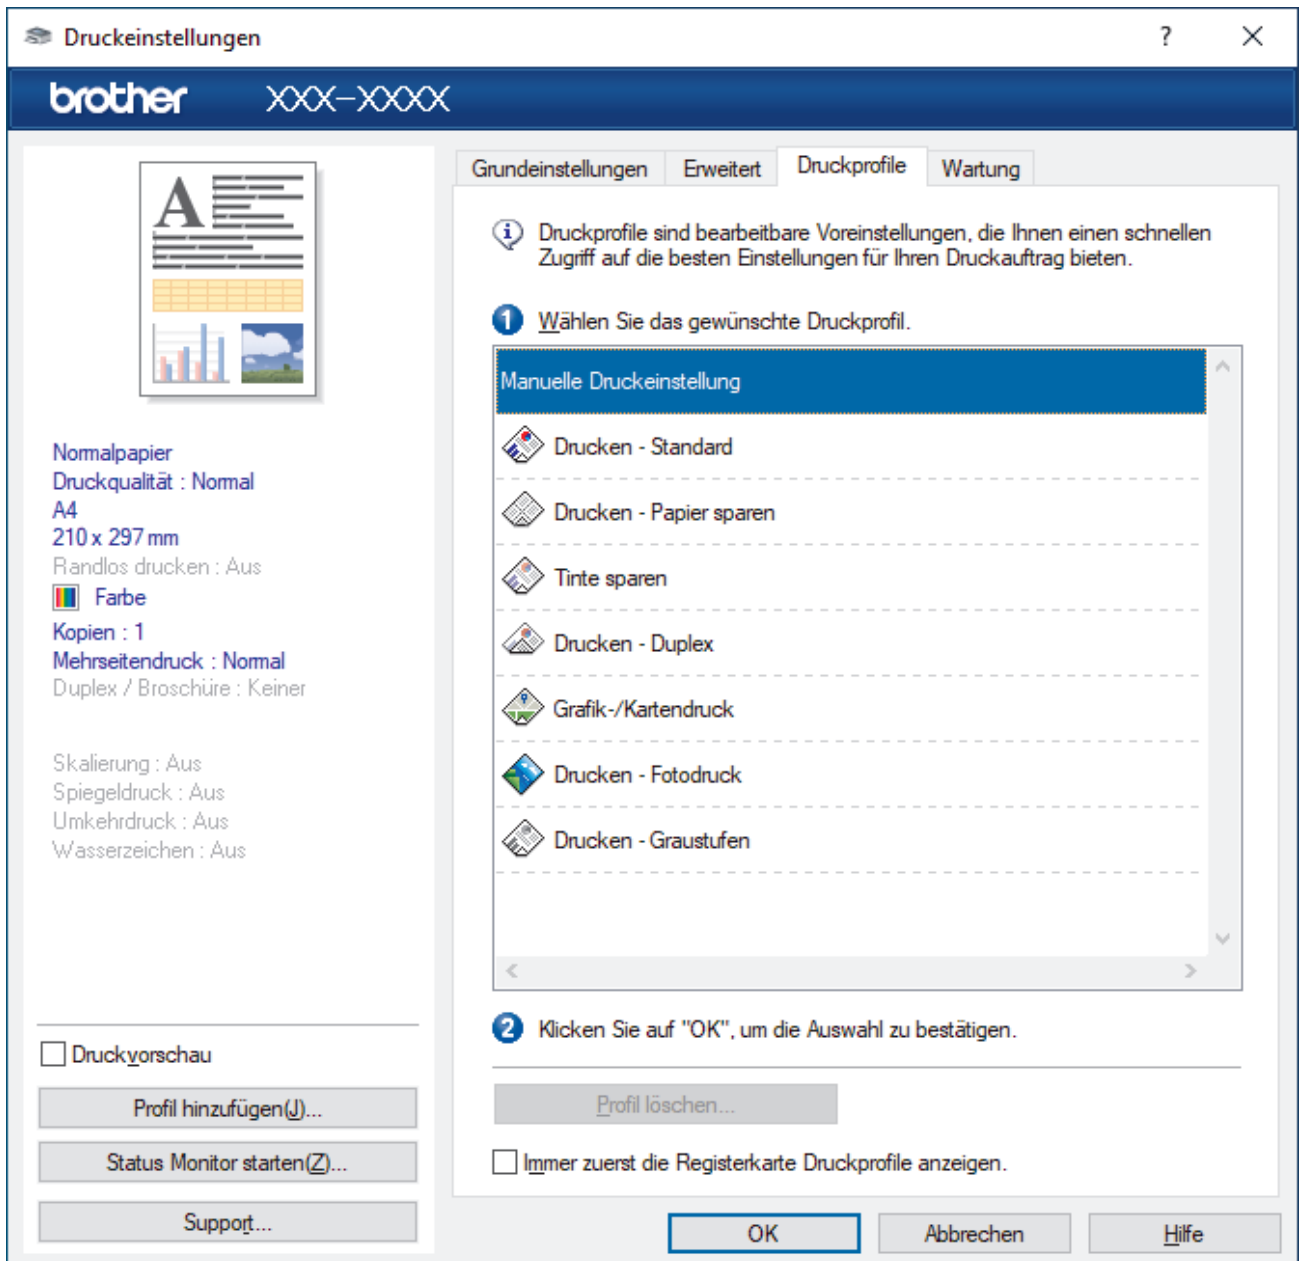 Druckeinstellungen
?
brother XXX-XXXX
A
Normalpapier
Druckqualität : Normal
A4
210 x 297 mm
Randlos drucken : Aus
Farbe
Kopien : 1
Mehrseitendruck : Normal
Duplex / Broschüre : Keiner
Skalierung : Aus
Spiegeldruck : Aus
Umkehrdruck : Aus
Wasserzeichen : Aus
Druckvorschau
Profil hinzufügen(J)...
Status Monitor starten(Z)...
Support...
Grundeinstellungen Erweitert Druckprofile Wartung
Druckprofile sind bearbeitbare Voreinstellungen, die Ihnen einen schnellen
Zugriff auf die besten Einstellungen für Ihren Druckauftrag bieten.
1 Wählen Sie das gewünschte Druckprofil.
Manuelle Druckeinstellung
Drucken - Standard
Drucken - Papier sparen
Tinte sparen
Drucken - Duplex
Grafik-/Kartendruck
Drucken - Fotodruck
Drucken - Graustufen
2 Klicken Sie auf "OK", um die Auswahl zu bestätigen.
Profil löschen...
Immer zuerst die Registerkarte Druckprofile anzeigen.
OK Abbrechen Hilfe